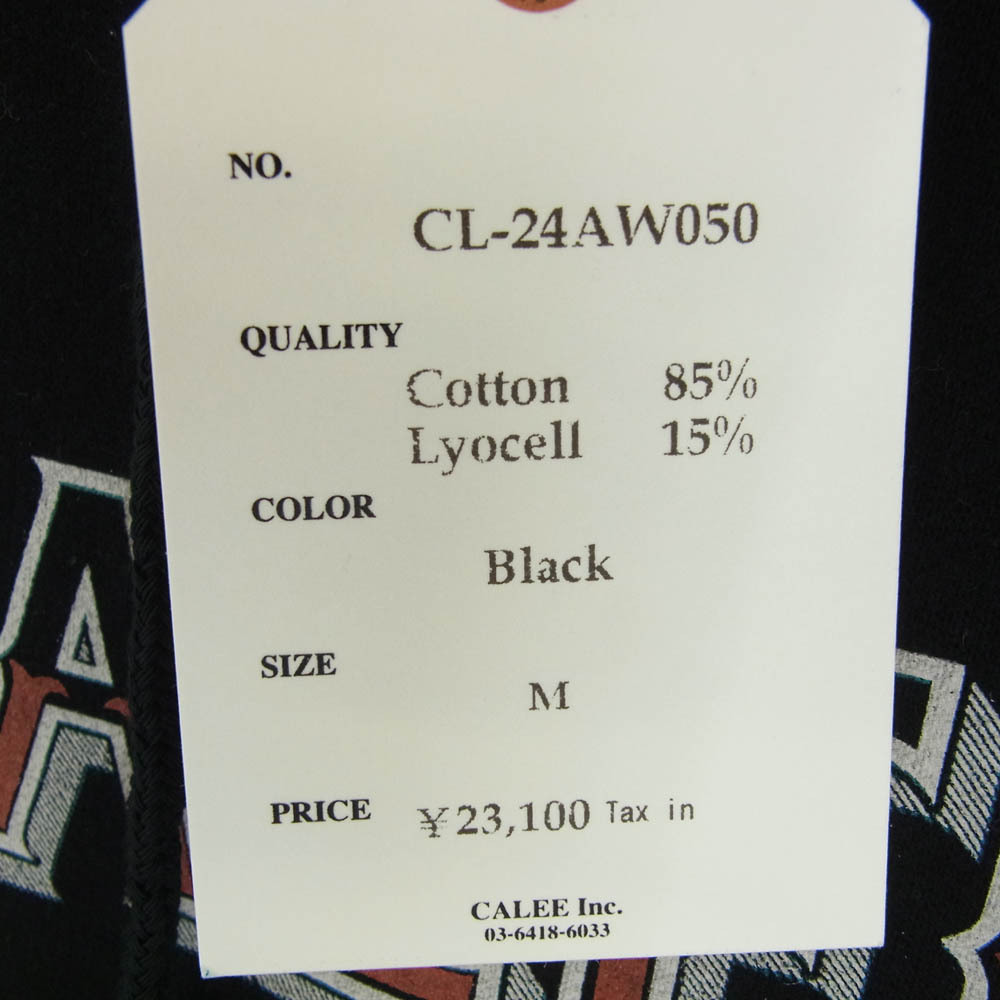 NO.
CL-24AW050
QUALITY
Cotton 85%
Lyocell 15%
COLOR
Black
SIZE
M
PRICE ¥23,100 Tax in
CALEE Inc.
03-6418-6033